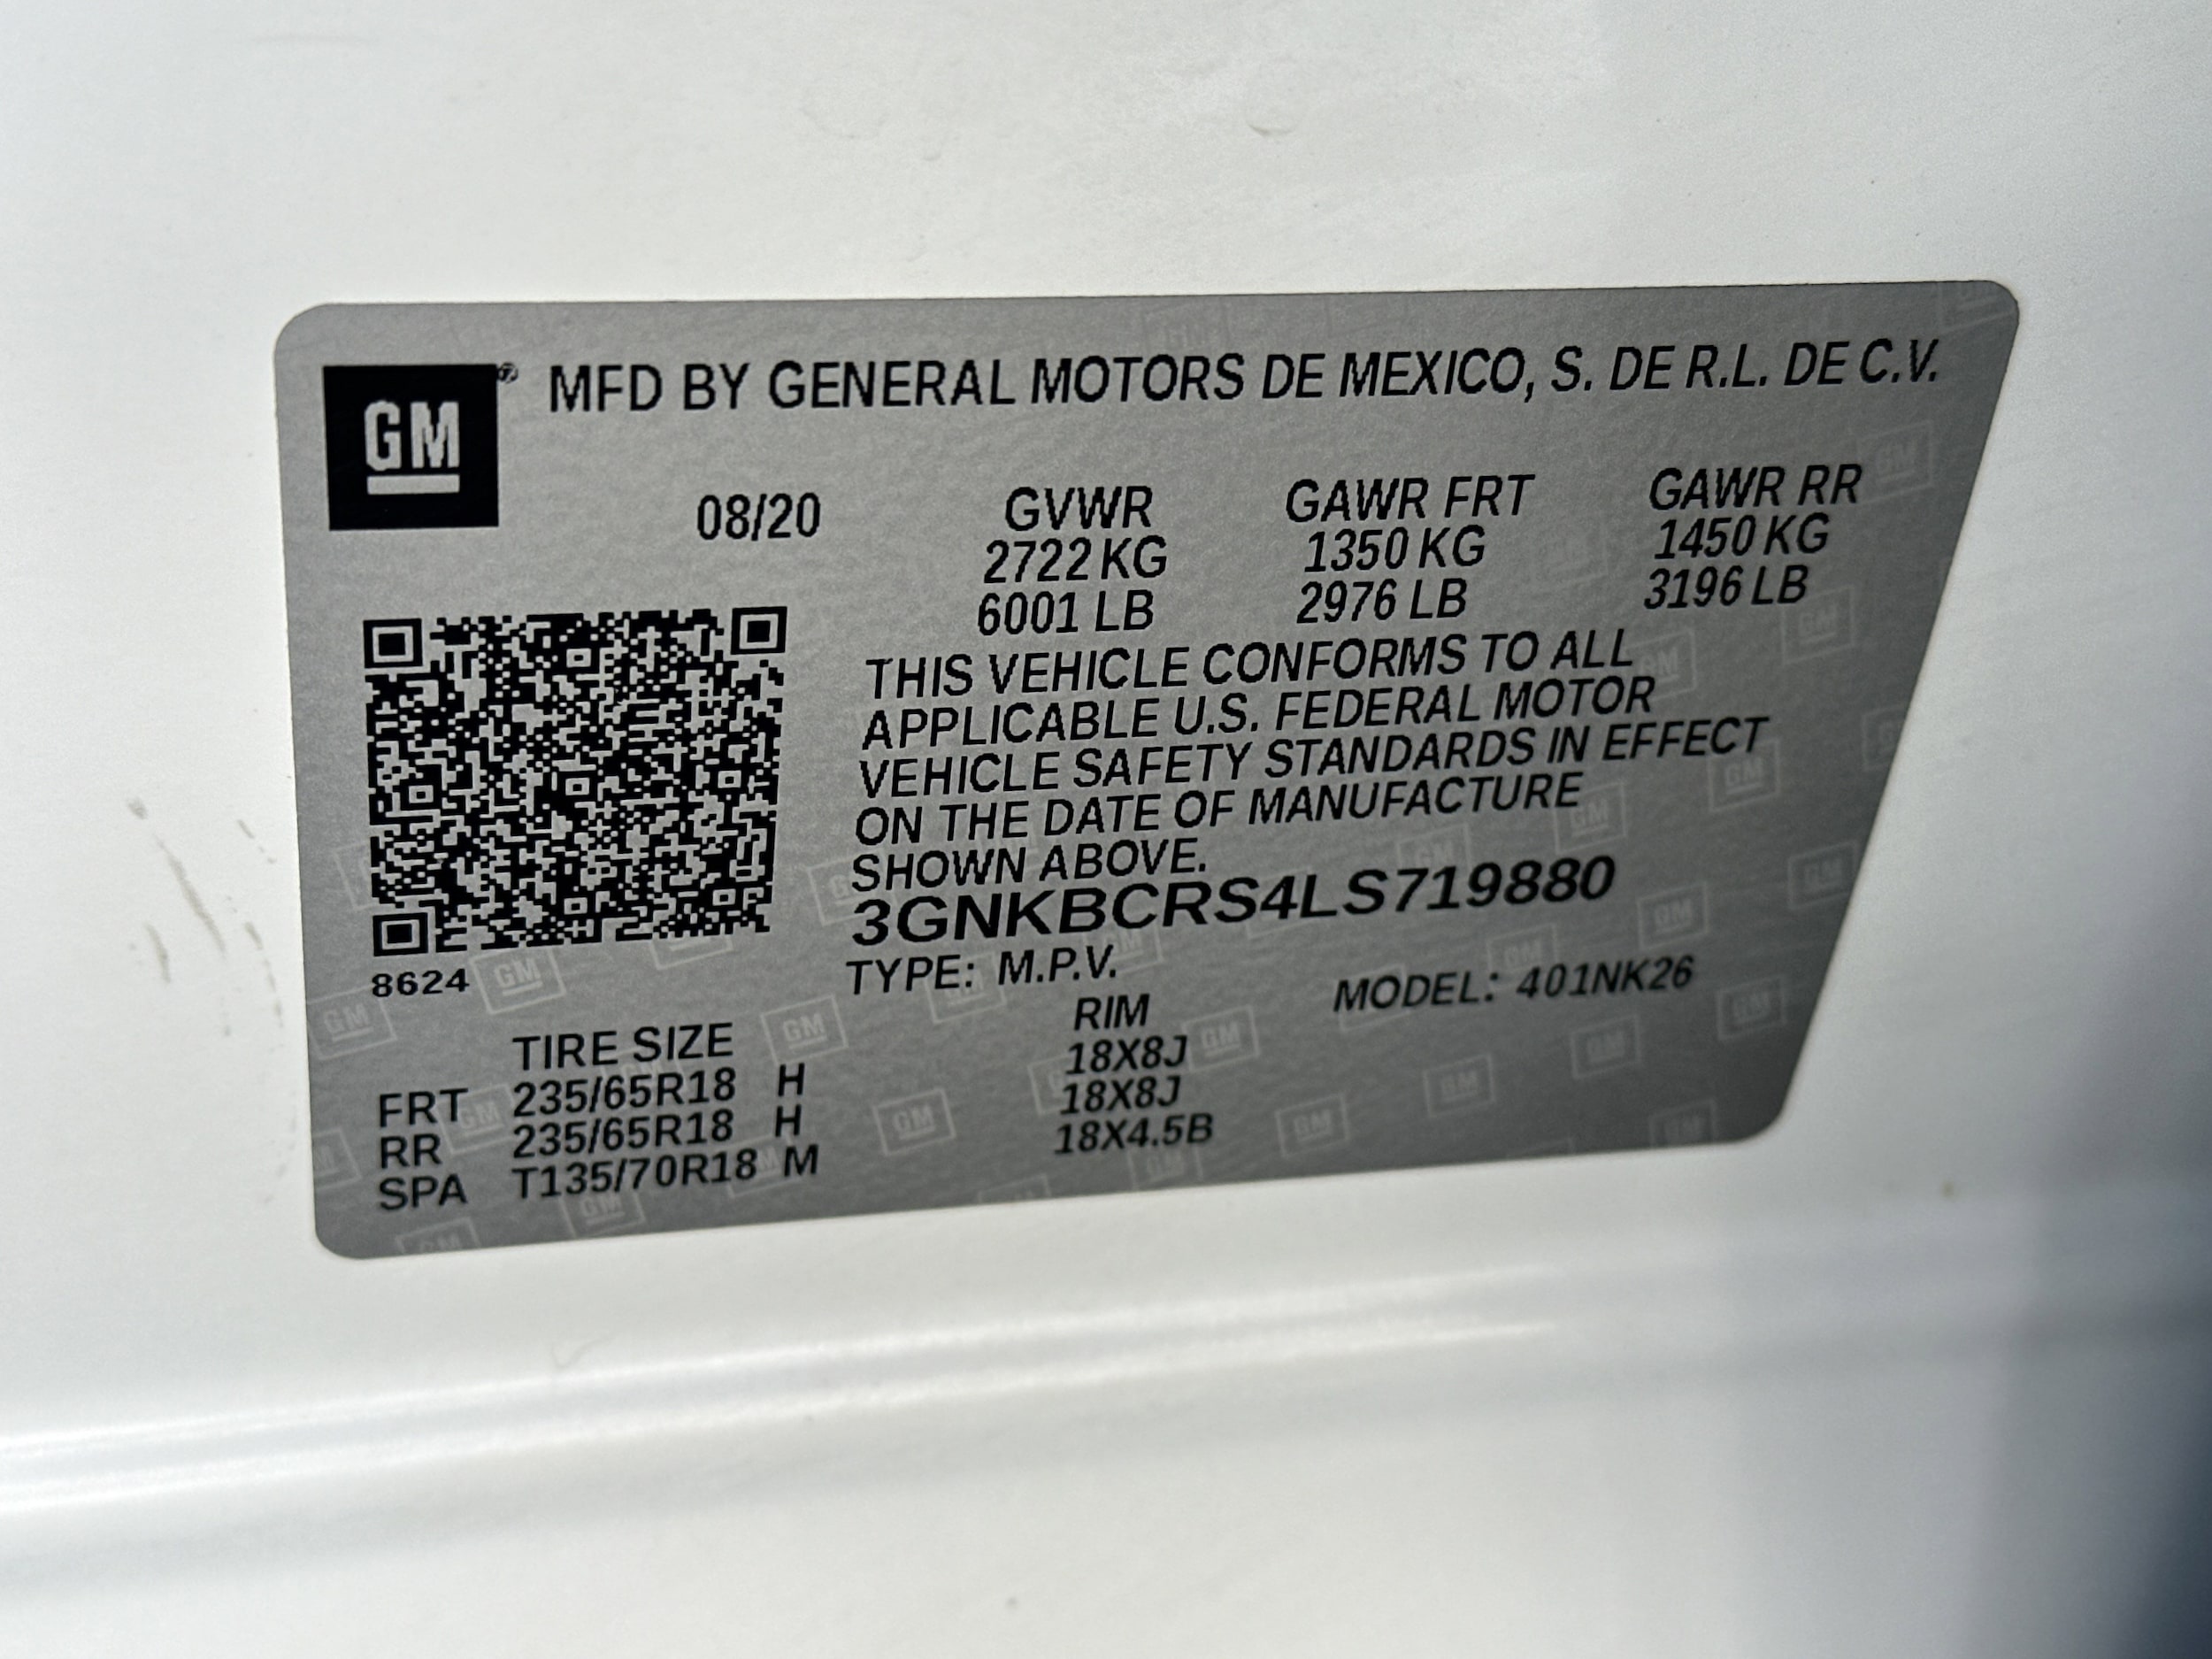 GM® MFD BY GENERAL MOTORS DE MEXICO, S. DE R.L. DE C.V.
08/20 GVWR GAWR FRT GAWR RR
2722 KG 1350 KG 1450 KG
6001 LB 2976 LB 3196 LB
THIS VEHICLE CONFORMS TO ALL
APPLICABLE U.S. FEDERAL MOTOR
VEHICLE SAFETY STANDARDS IN EFFECT
ON THE DATE OF MANUFACTURE
SHOWN ABOVE.
3GNKBCRS4LS719880
8624
TYPE: M.P.V. MODEL: 401NK26
TIRE SIZE RIM
FRT 235/65R18 H 18X8J
RR 235/65R18 H 18X8J
SPA T135/70R18 M 18X4.5B